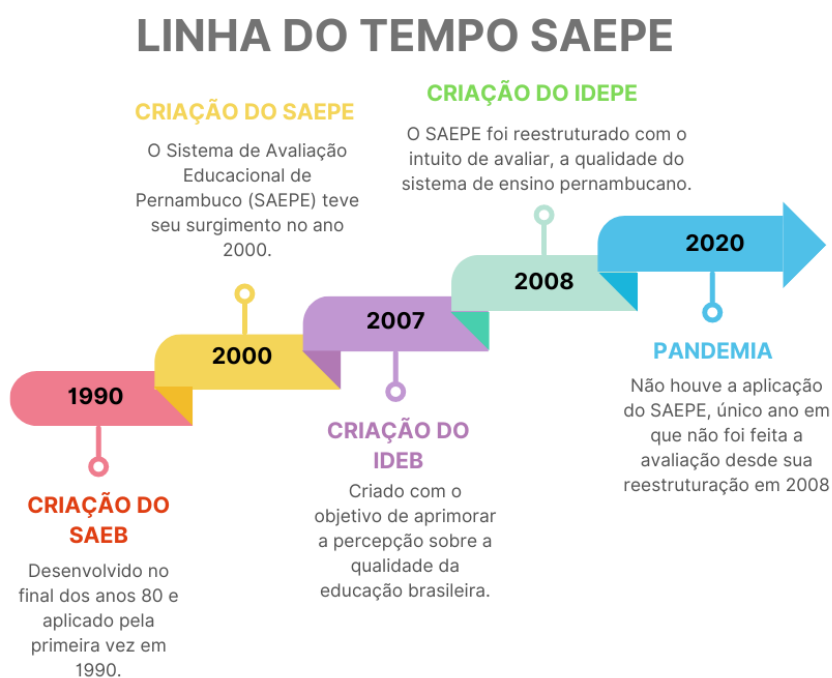 LINHA DO TEMPO SAEPE
CRIAÇÃO DO SAEPE
O Sistema de Avaliação
Educacional de
Pernambuco (SAEPE) teve
seu surgimento no ano
2000.
CRIAÇÃO DO IDEPE
O SAEPE foi reestruturado com o
intuito de avaliar, a qualidade do
sistema de ensino pernambucano.
1990
2000
2007
2008
2020
CRIAÇÃO DO
SAEB
Desenvolvido no
final dos anos 80 e
aplicado pela
primeira vez em
1990.
CRIAÇÃO DO
IDEB
Criado com o
objetivo de aprimorar
a percepção sobre a
qualidade da
educação brasileira.
PANDEMIA
Não houve a aplicação
do SAEPE, único ano em
que não foi feita a
avaliação desde sua
reestruturação em 2008